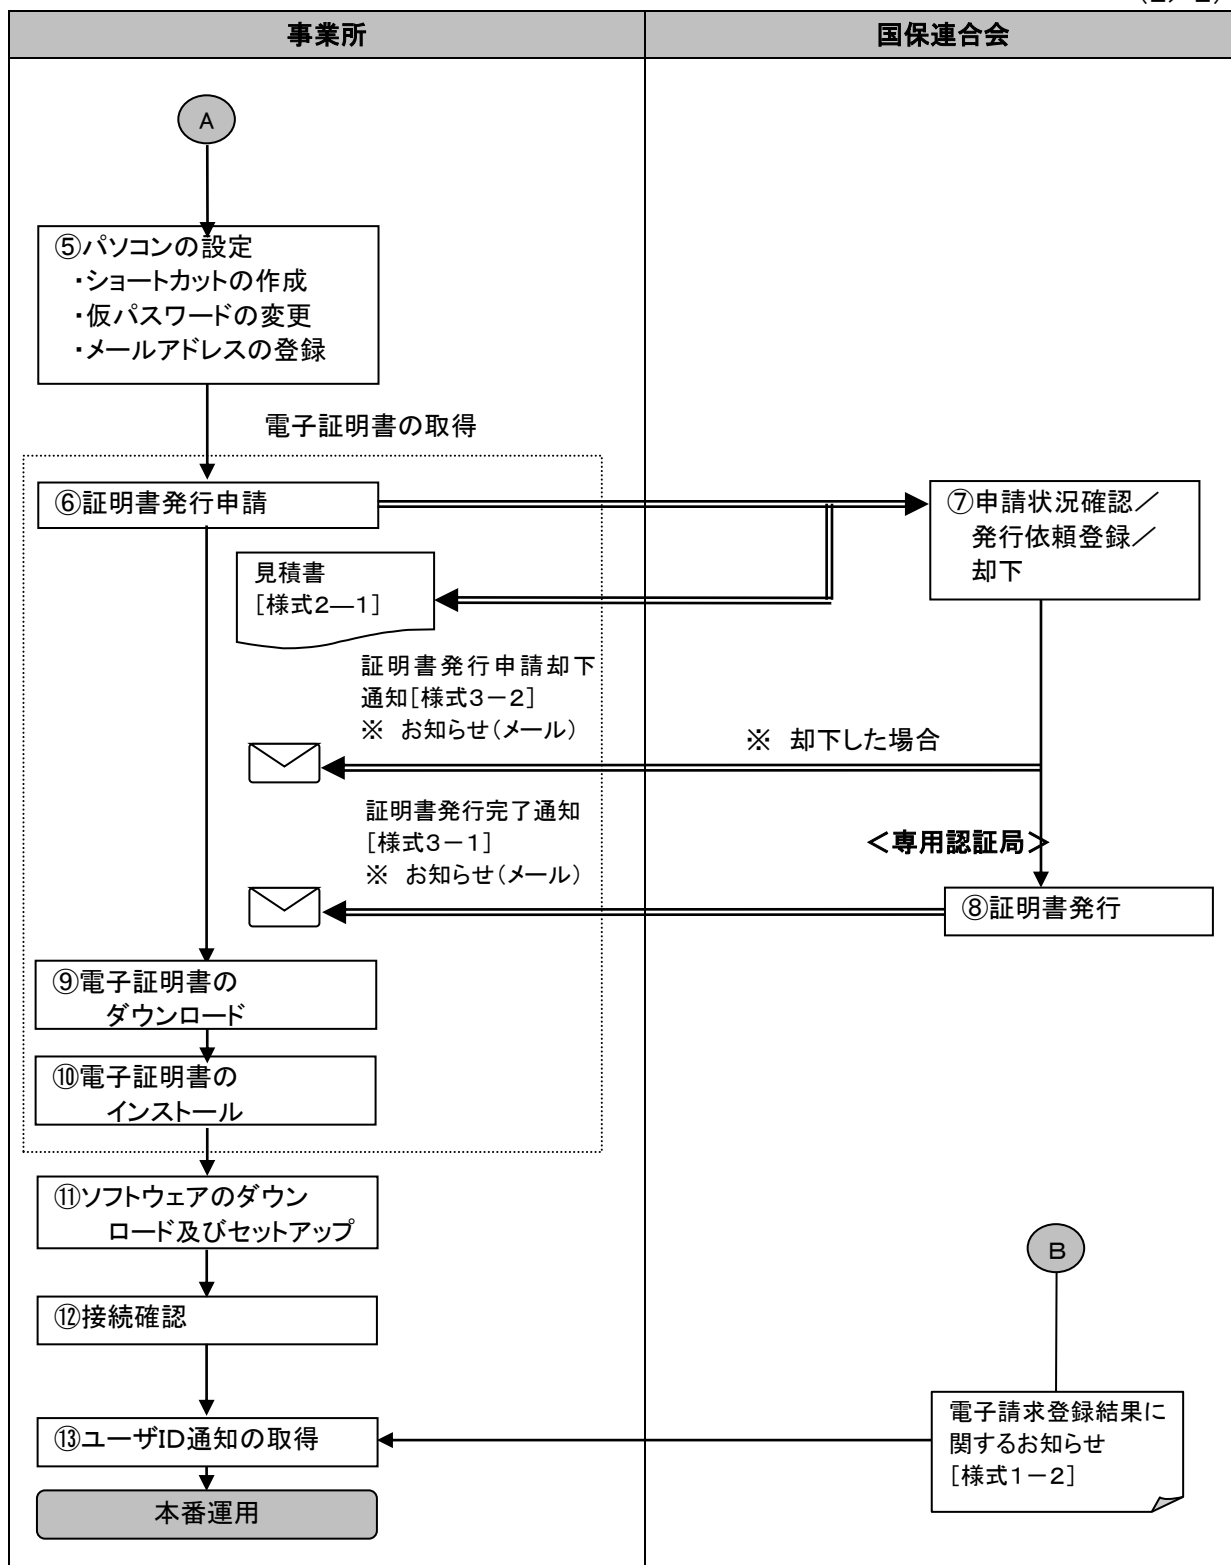 事業所
国保連合会
A
⑤パソコンの設定
・ショートカットの作成
・仮パスワードの変更
・メールアドレスの登録
電子証明書の取得
⑥証明書発行申請
⑦申請状況確認／
発行依頼登録／
却下
見積書
[様式2―1]
証明書発行申請却下
通知[様式3－2]
※ お知らせ（メール）
※ 却下した場合
証明書発行完了通知
[様式3－1]
※ お知らせ（メール）
＜専用認証局＞
⑧証明書発行
⑨電子証明書の
ダウンロード
⑩電子証明書の
インストール
⑪ソフトウェアのダウン
ロード及びセットアップ
B
⑫接続確認
電子請求登録結果に
関するお知らせ
[様式1－2]
⑬ユーザID通知の取得
本番運用